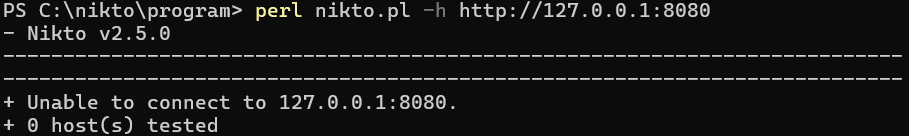 PS C:\nikto\program> perl nikto.pl -h http://127.0.0.1:8080
- Nikto v2.5.0
---------------------------------------------------------------------------
---------------------------------------------------------------------------
+ Unable to connect to 127.0.0.1:8080.
+ 0 host(s) tested